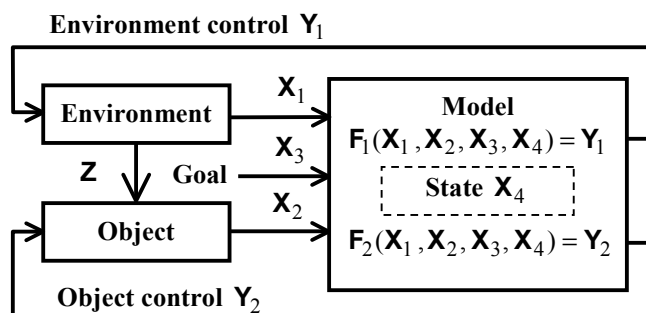 Environment control Y₁
Environment
X₁
Model
F₁(X₁, X₂, X₃, X₄) = Y₁
Z
Goal
X₃
State X₄
Object
X₂
F₂(X₁, X₂, X₃, X₄) = Y₂
Object control Y₂